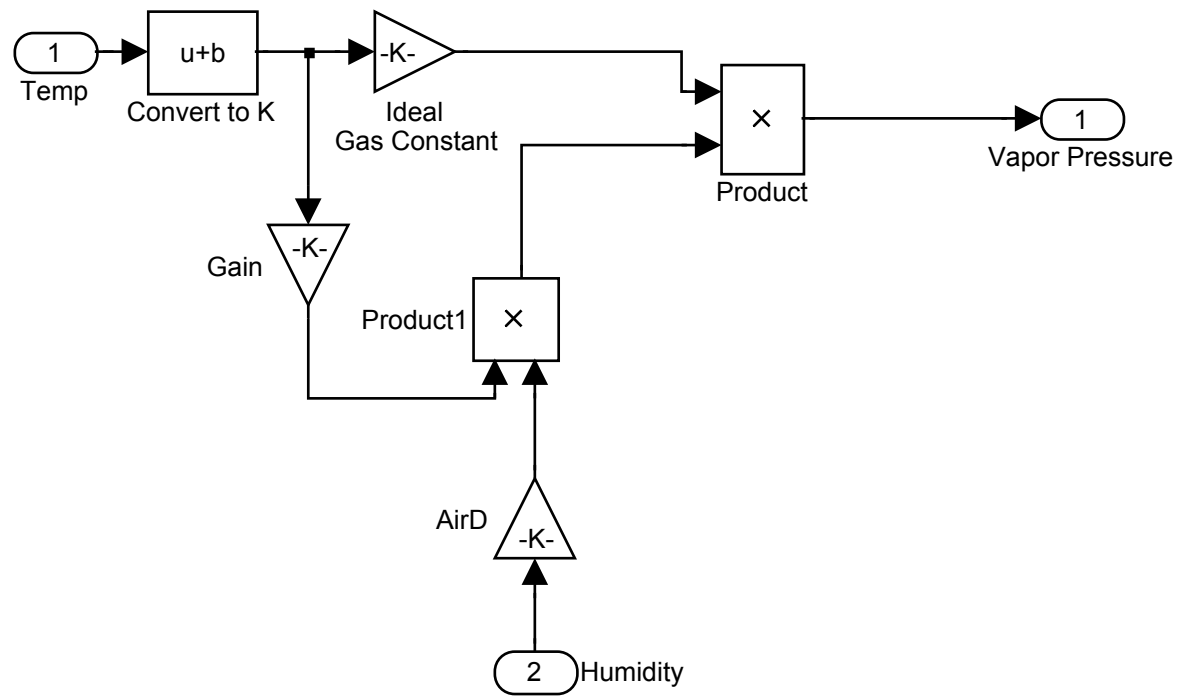 1
Temp
u+b
Convert to K
-K-
Ideal
Gas Constant
×
Product
1
Vapor Pressure
-K-
Gain
Product1
×
AirD
-K-
2
Humidity